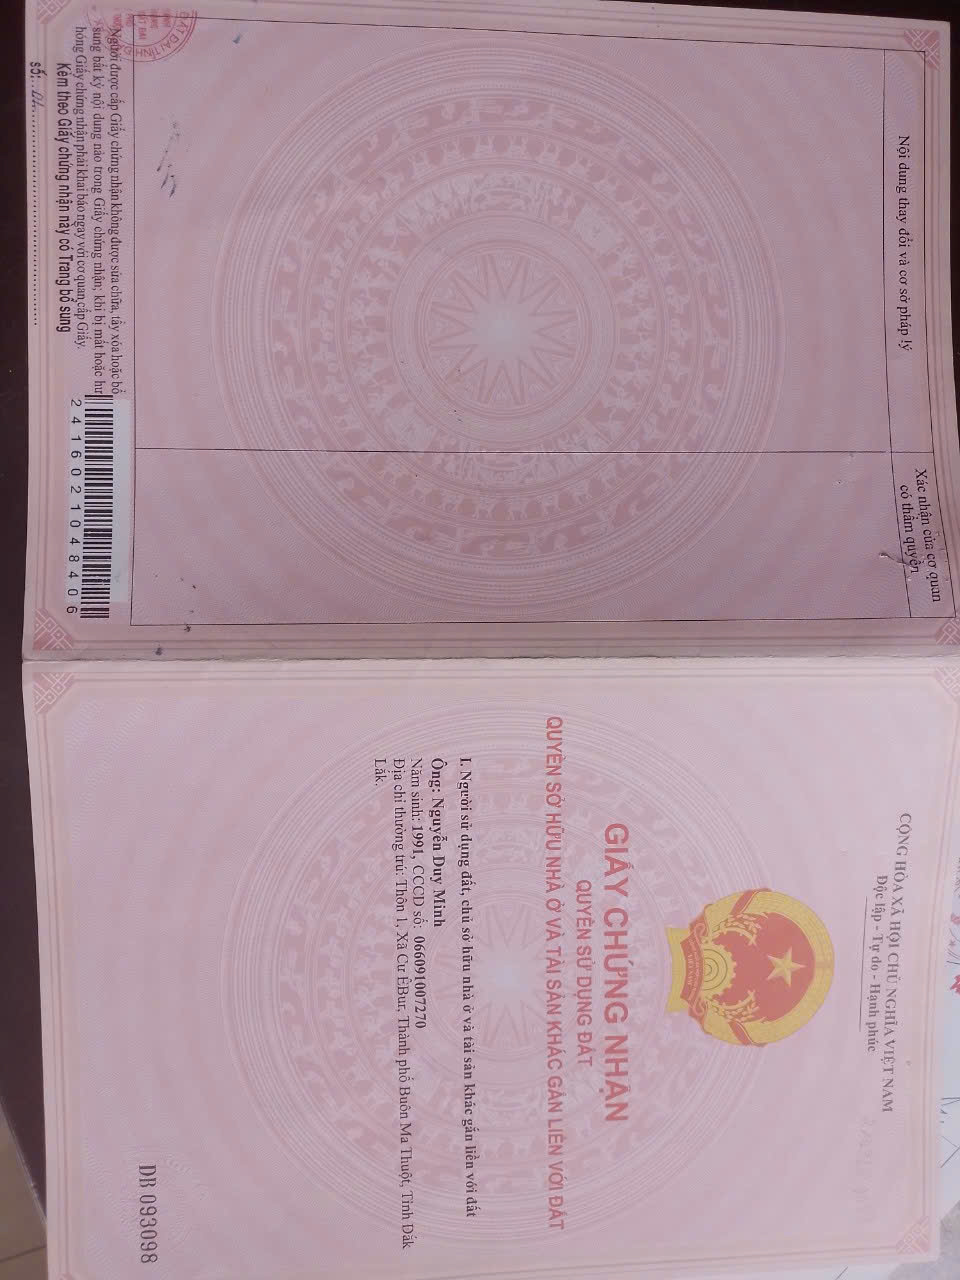 Nội dung thay đổi và cơ sở pháp lý
Xác nhận của cơ quan
có thẩm quyền
Người được cấp Giấy chứng nhận không được sửa chữa, tẩy xóa hoặc bổ
sung bất kỳ nội dung nào trong Giấy chứng nhận; khi bị mất hoặc hư
hỏng Giấy chứng nhận phải khai báo ngay với cơ quan cấp Giấy.
Kèm theo Giấy chứng nhận này có Trang bổ sung
số: 01
2416021048406
CỘNG HÒA XÃ HỘI CHỦ NGHĨA VIỆT NAM
Độc lập - Tự do - Hạnh phúc
GIẤY CHỨNG NHẬN
QUYỀN SỬ DỤNG ĐẤT
QUYỀN SỞ HỮU NHÀ Ở VÀ TÀI SẢN KHÁC GẮN LIỀN VỚI ĐẤT
I. Người sử dụng đất, chủ sở hữu nhà ở và tài sản khác gắn liền với đất
Ông: Nguyễn Duy Minh
Năm sinh: 1991, CCCD số: 066091007270
Địa chỉ thường trú: Thôn 1, Xã Cư ÊBur, Thành phố Buôn Ma Thuột, Tỉnh Đắk
Lắk.
DB 093098